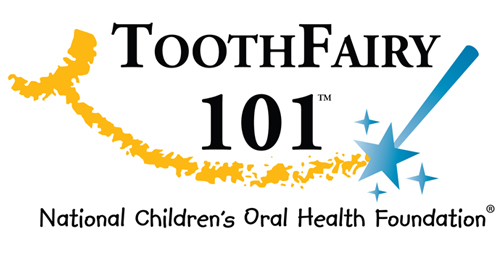 TOOTHFAIRY
101™
National Children's Oral Health Foundation®